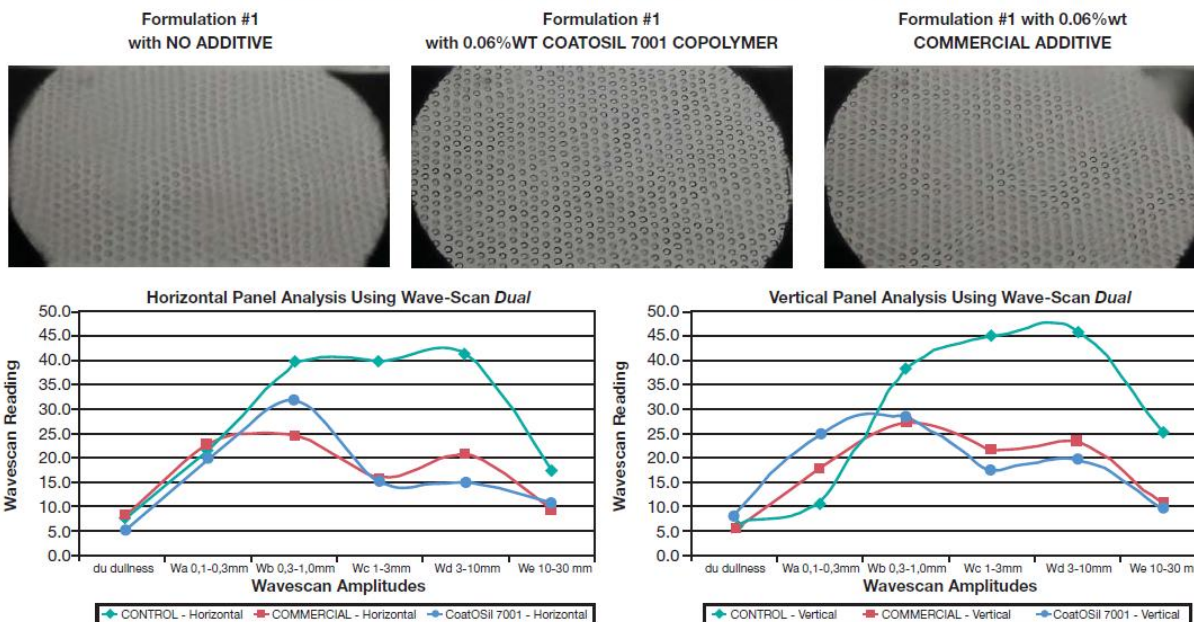 Formulation #1
with NO ADDITIVE
Formulation #1
with 0.06%WT COATOSIL 7001 COPOLYMER
Formulation #1 with 0.06%wt
COMMERCIAL ADDITIVE
Horizontal Panel Analysis Using Wave-Scan Dual
Wavescan Reading
50.0
45.0
40.0
35.0
30.0
25.0
20.0
15.0
10.0
5.0
0.0
du dullness Wa 0,1-0,3mm Wb 0,3-1,0mm Wc 1-3mm Wd 3-10mm We 10-30 mm
Wavescan Amplitudes
CONTROL - Horizontal COMMERCIAL - Horizontal CoatOSil 7001 - Horizontal
Vertical Panel Analysis Using Wave-Scan Dual
Wavescan Reading
50.0
45.0
40.0
35.0
30.0
25.0
20.0
15.0
10.0
5.0
0.0
du dullness Wa 0,1-0,3mm Wb 0,3-1,0mm Wc 1-3mm Wd 3-10mm We 10-30 mm
Wavescan Amplitudes
CONTROL - Vertical COMMERCIAL - Vertical CoatOSil 7001 - Vertical